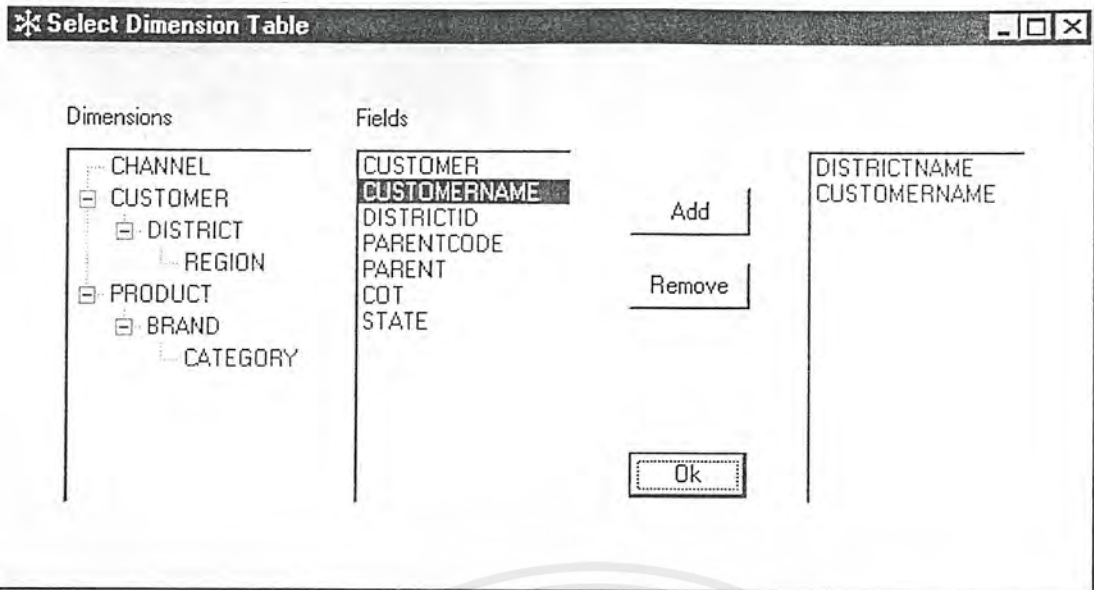 Select Dimension Table
Dimensions
CHANNEL
CUSTOMER
DISTRICT
REGION
PRODUCT
BRAND
CATEGORY
Fields
CUSTOMER
CUSTOMERNAME
DISTRICTID
PARENTCODE
PARENT
COT
STATE
Add
Remove
Ok
DISTRICTNAME
CUSTOMERNAME